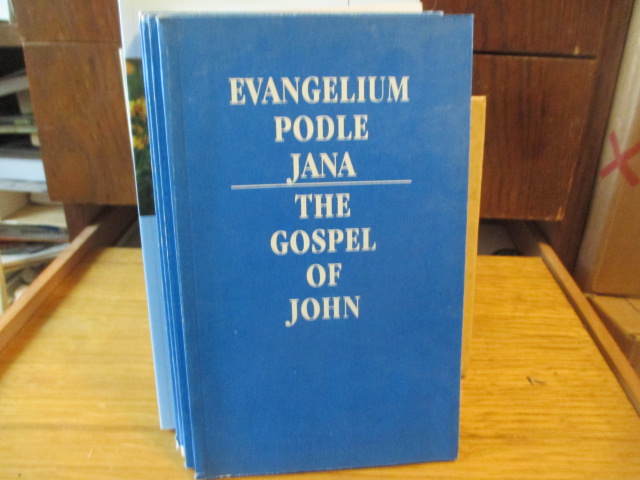 EVANGELIUM
PODLE
JANA
THE
GOSPEL
OF
JOHN